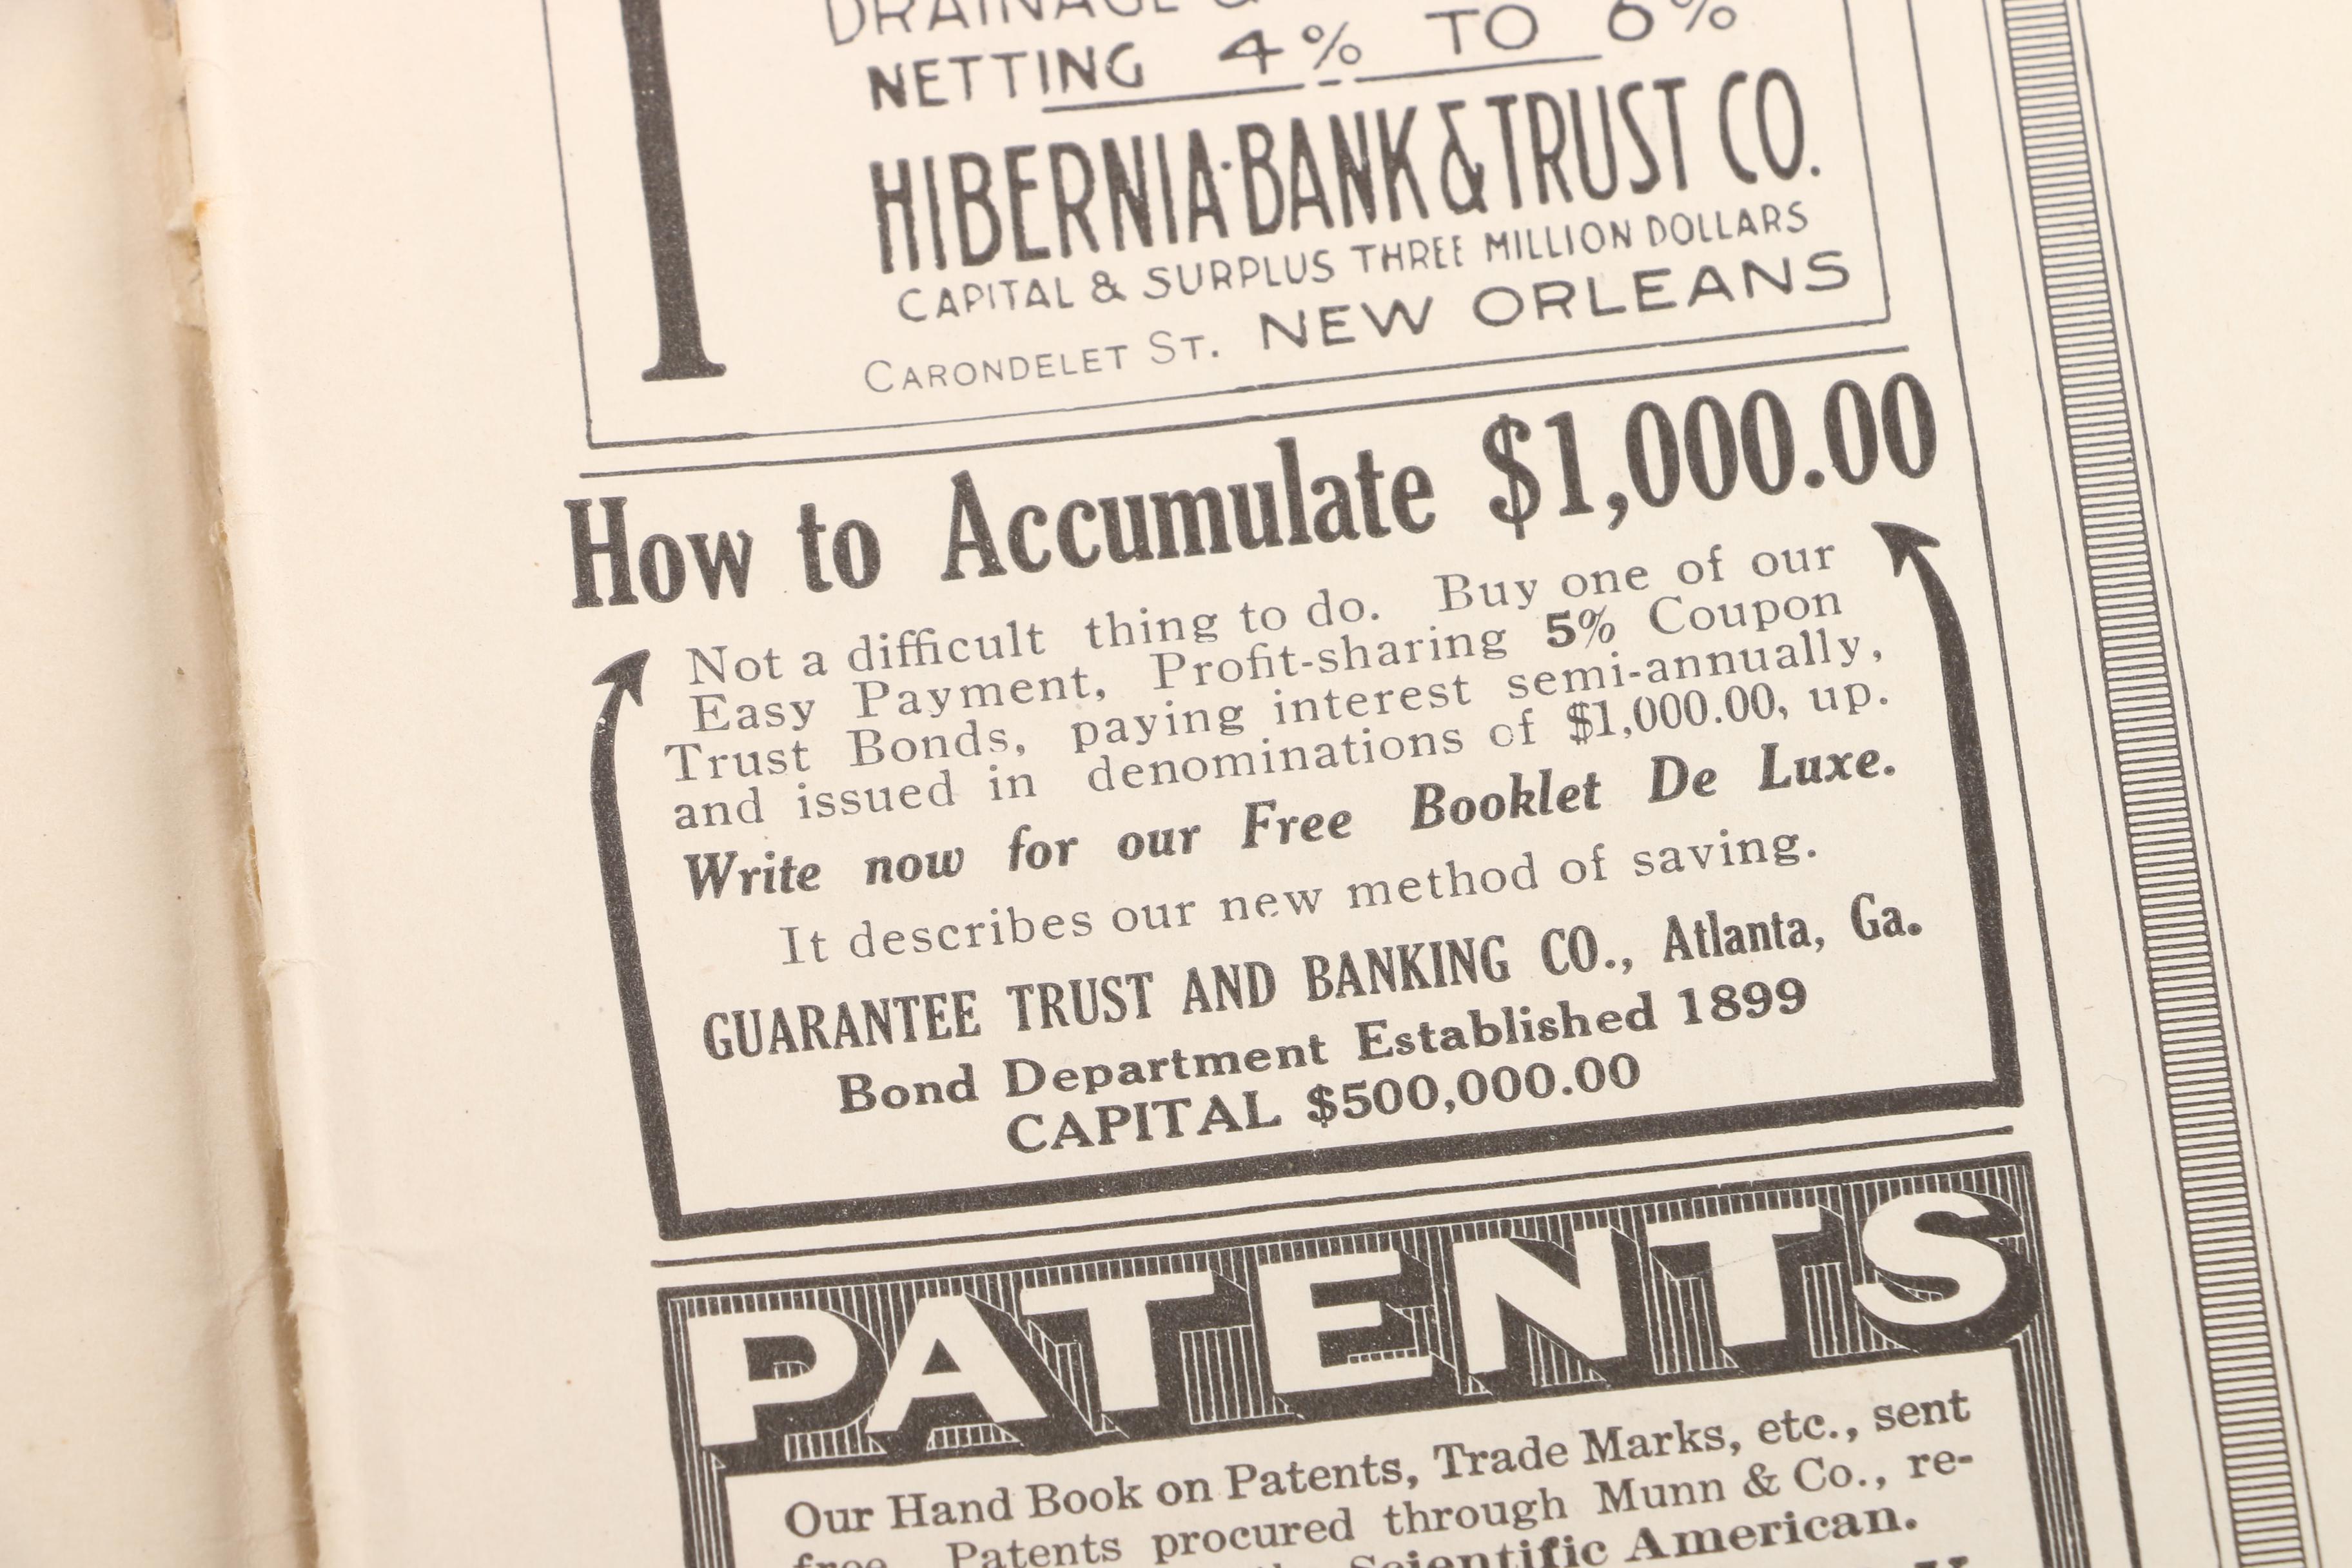 DRAINAGE &
NETTING 4% TO 6%
HIBERNIA·BANK & TRUST CO.
CAPITAL & SURPLUS THREE MILLION DOLLARS
CARONDELET ST. NEW ORLEANS
How to Accumulate $1,000.00
Not a difficult thing to do. Buy one of our
Easy Payment, Profit-sharing 5% Coupon
Trust Bonds, paying interest semi-annually,
and issued in denominations of $1,000.00, up.
Write now for our Free Booklet De Luxe.
It describes our new method of saving.
GUARANTEE TRUST AND BANKING CO., Atlanta, Ga.
Bond Department Established 1899
CAPITAL $500,000.00
PATENTS
Our Hand Book on Patents, Trade Marks, etc., sent
free. Patents procured through Munn & Co., re-
Scientific American.